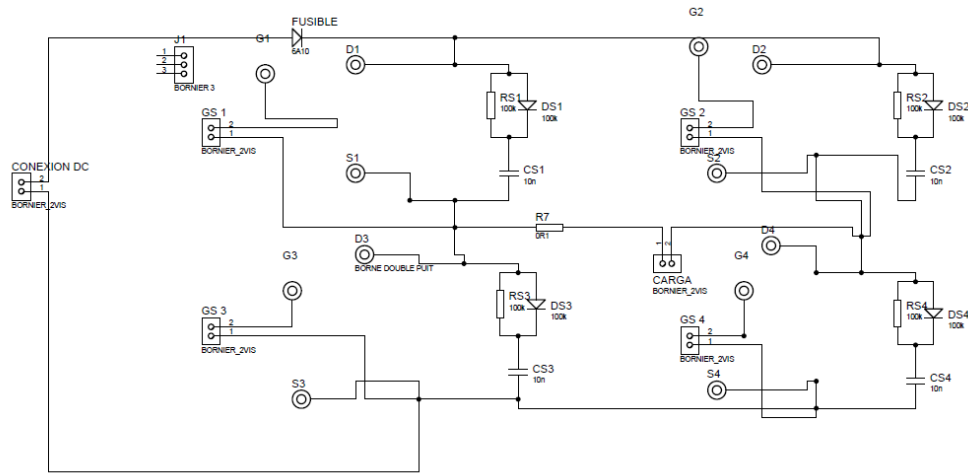 G2
FUSIBLE
6A10
J1
1
2
3
BORNIER 3
G1
D1
D2
RS1
100k
DS1
100k
RS2
100k
DS2
100k
GS 1
2
1
BORNIER_2VIS
GS 2
2
1
BORNIER_2VIS
S1
S2
CS1
10n
CS2
10n
CONEXION DC
2
1
BORNIER_2VIS
R7
0R1
D3
BORNE DOUBLE PUIT
1
2
CARGA
BORNIER_2VIS
D4
G3
G4
RS3
100k
DS3
100k
RS4
100k
DS4
100k
GS 3
2
1
BORNIER_2VIS
GS 4
2
1
BORNIER_2VIS
CS3
10n
CS4
10n
S3
S4